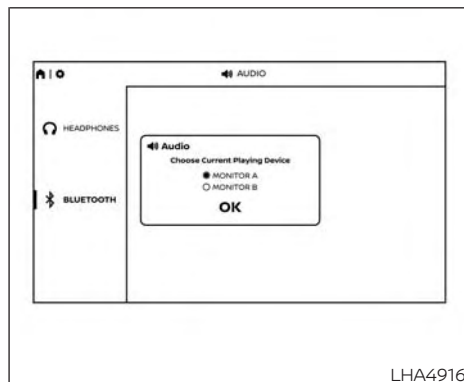 AUDIO
HEADPHONES
Audio
Choose Current Playing Device
MONITOR A
MONITOR B
OK
BLUETOOTH
LHA4916